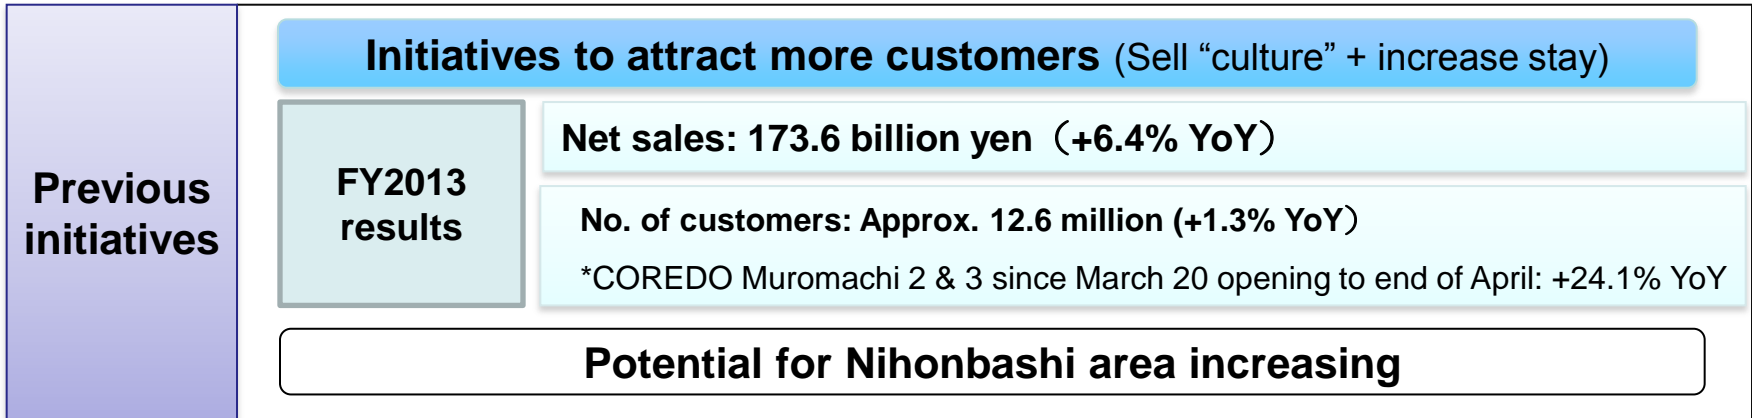 Previous
initiatives
Initiatives to attract more customers (Sell “culture” + increase stay)
FY2013
results
Net sales: 173.6 billion yen（+6.4% YoY）
No. of customers: Approx. 12.6 million (+1.3% YoY）
*COREDO Muromachi 2 & 3 since March 20 opening to end of April: +24.1% YoY
Potential for Nihonbashi area increasing